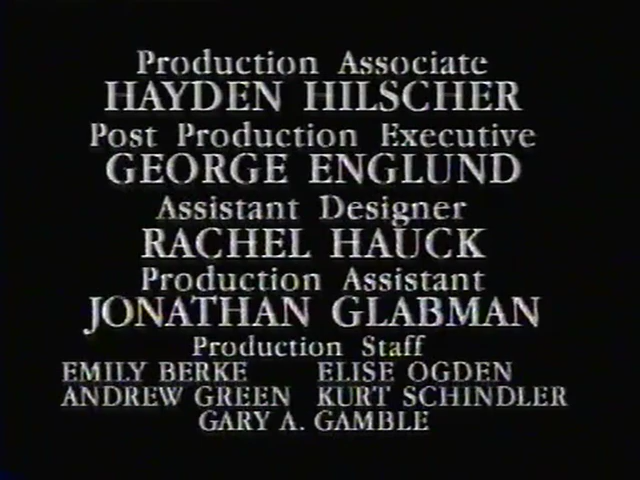 Production Associate
HAYDEN HILSCHER
Post Production Executive
GEORGE ENGLUND
Assistant Designer
RACHEL HAUCK
Production Assistant
JONATHAN GLABMAN
Production Staff
EMILY BERKE ELISE OGDEN
ANDREW GREEN KURT SCHINDLER
GARY A. GAMBLE